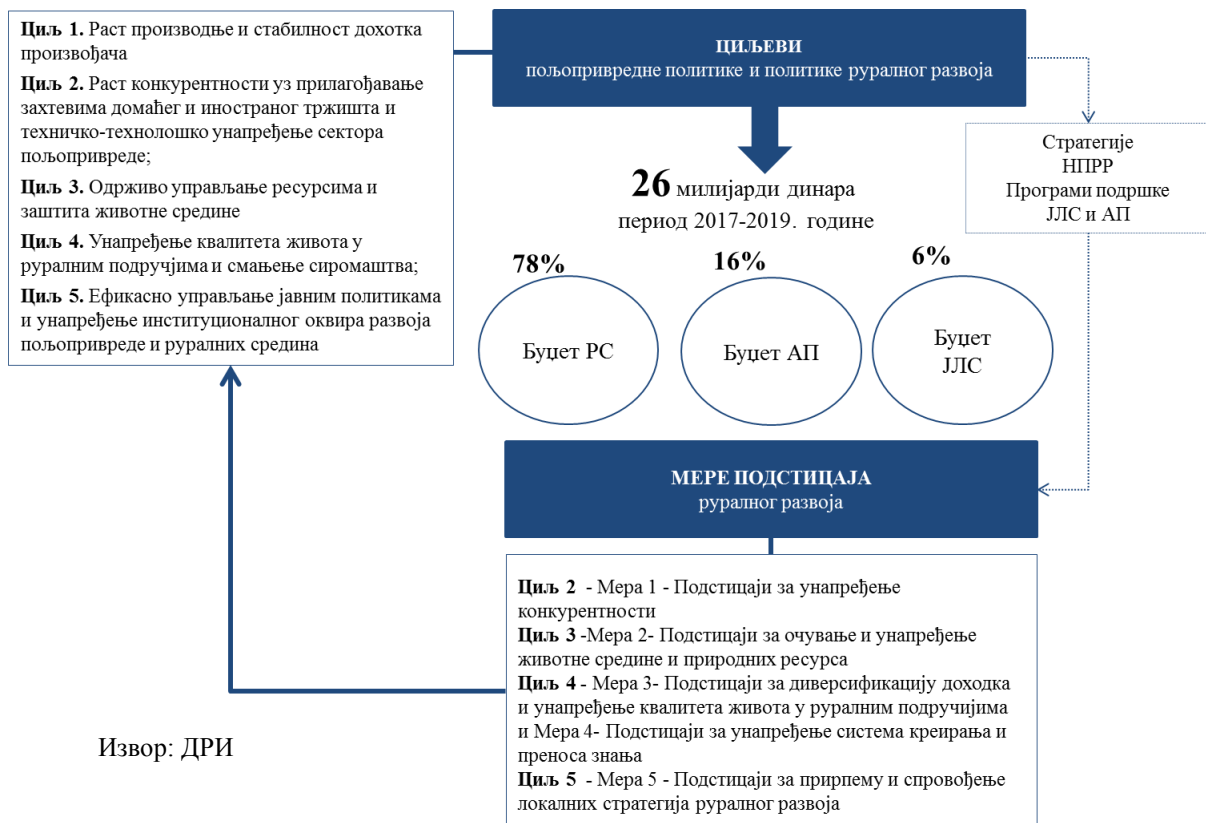 Циљ 1. Раст производње и стабилност дохотка
произвођача
Циљ 2. Раст конкурентности уз прилагођавање
захтевима домаћег и иностраног тржишта и
техничко-технолошко унапређење сектора
пољопривреде;
Циљ 3. Одрживо управљање ресурсима и
заштита животне средине
Циљ 4. Унапређење квалитета живота у
руралним подручјима и смањење сиромаштва;
Циљ 5. Ефикасно управљање јавним политикама
и унапређење институционалног оквира развоја
пољопривреде и руралних средина
ЦИЉЕВИ
пољопривредне политике и политике руралног развоја
Стратегије
НПРР
Програми подршке
ЈЛС и АП
26 милијарди динара
период 2017-2019. године
78%
16%
6%
Буџет РС
Буџет АП
Буџет
ЈЛС
МЕРЕ ПОДСТИЦАЈА
руралног развоја
Циљ 2 - Мера 1 - Подстицаји за унапређење
конкурентности
Циљ 3 -Мера 2- Подстицаји за очување и унапређење
животне средине и природних ресурса
Циљ 4 - Мера 3- Подстицаји за диверсификацију доходка
и унапређење квалитета живота у руралним подручијима
и Мера 4- Подстицаји за унапређење система креирања и
преноса знања
Циљ 5 - Мера 5 - Подстицаји за прирпему и спровођење
локалних стратегија руралног развоја
Извор: ДРИ